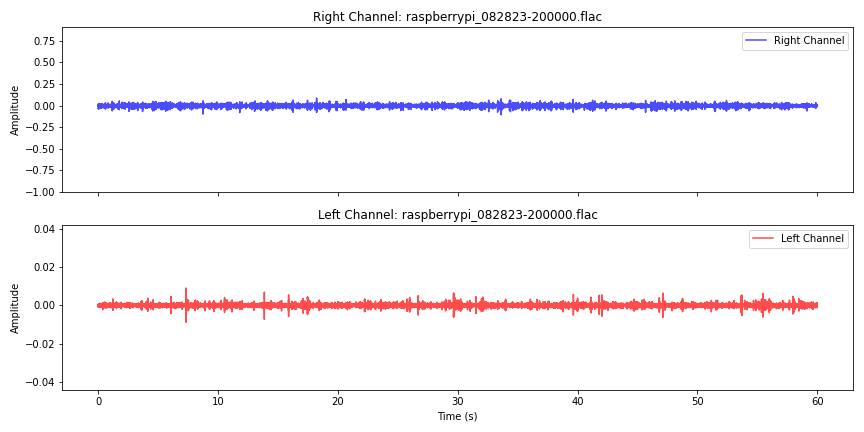 Right Channel: raspberrypi_082823-200000.flac
Right Channel
Amplitude
0.75
0.50
0.25
0.00
−0.25
−0.50
−0.75
−1.00
Left Channel: raspberrypi_082823-200000.flac
Left Channel
Amplitude
0.04
0.02
0.00
−0.02
−0.04
0 10 20 30 40 50 60
Time (s)